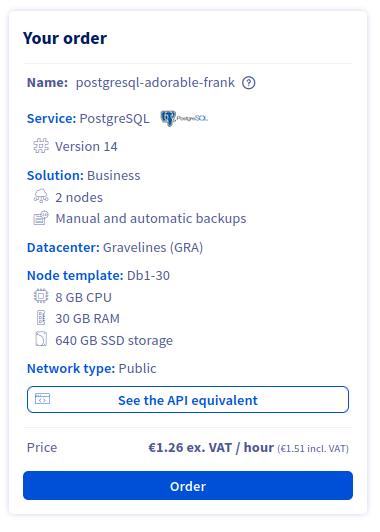 Your order
Name: postgresql-adorable-frank ?
Service: PostgreSQL PostgreSQL
Version 14
Solution: Business
2 nodes
Manual and automatic backups
Datacenter: Gravelines (GRA)
Node template: Db1-30
8 GB CPU
30 GB RAM
640 GB SSD storage
Network type: Public
See the API equivalent
Price €1.26 ex. VAT / hour (€1.51 incl. VAT)
Order